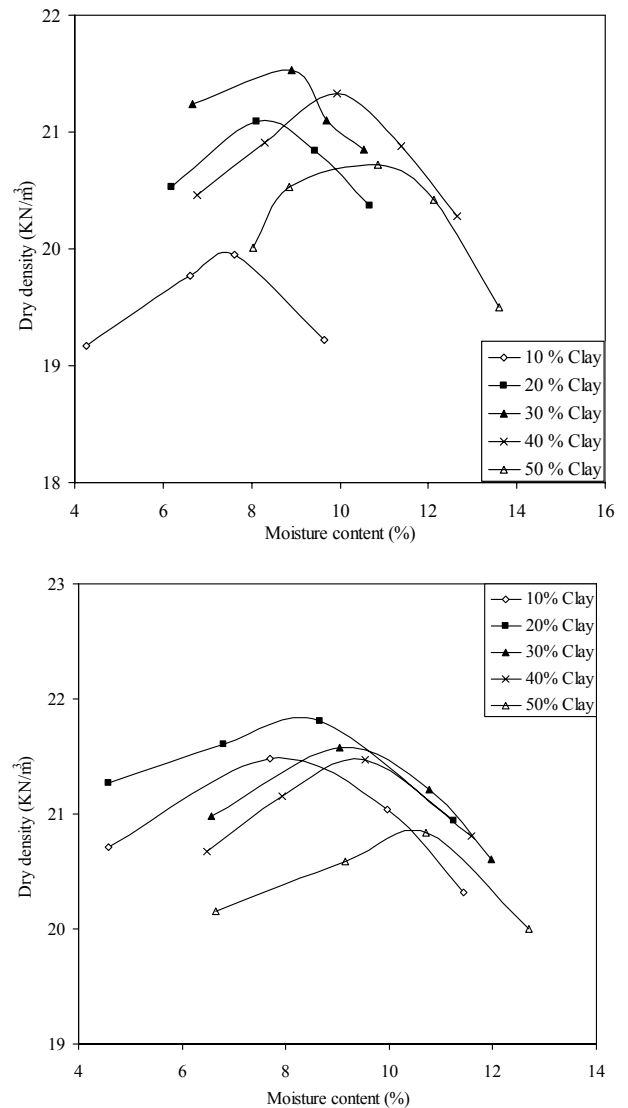 22
21
20
19
18
Dry density (KN/m³)
4 6 8 10 12 14 16
Moisture content (%)
10 % Clay
20 % Clay
30 % Clay
40 % Clay
50 % Clay
23
22
21
20
19
Dry density (KN/m³)
4 6 8 10 12 14
Moisture content (%)
10% Clay
20% Clay
30% Clay
40% Clay
50% Clay